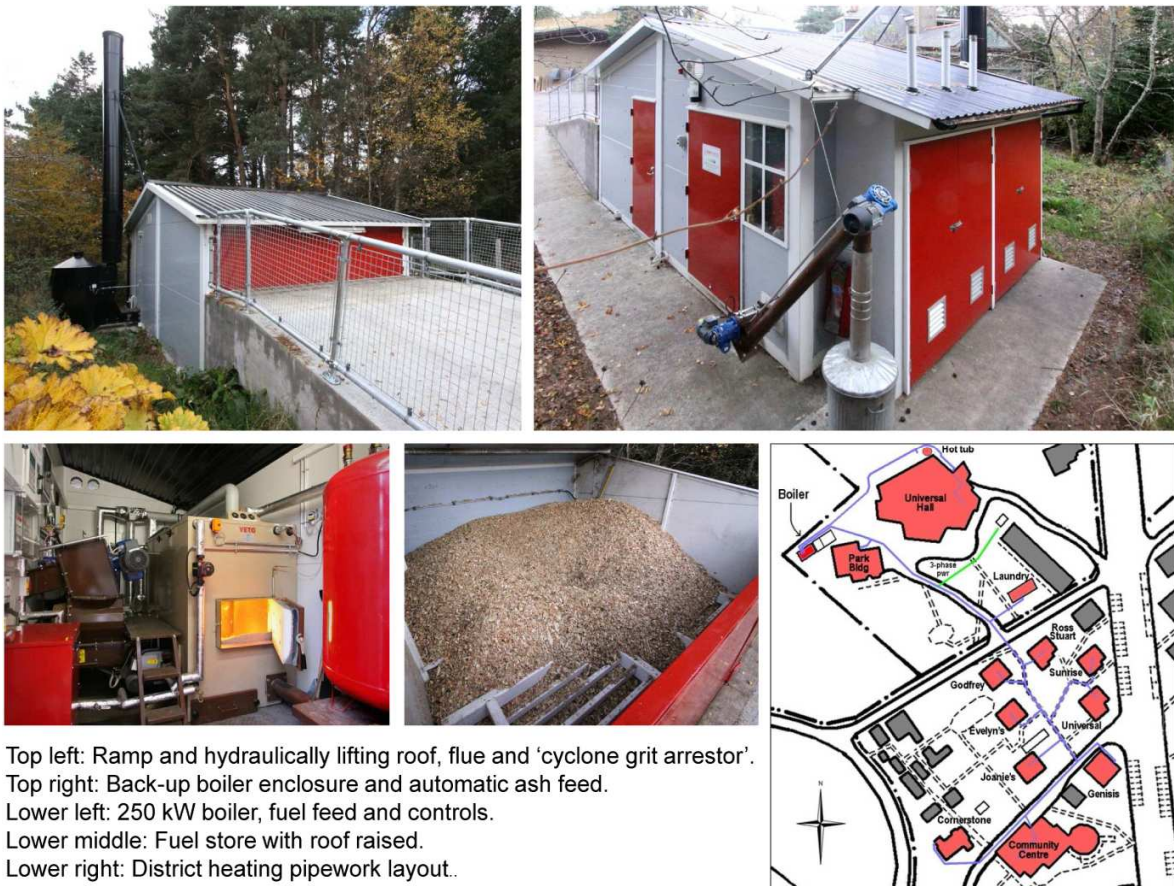 YETIG
Hot tub
Universal
Hall
Boiler
Park
Bldg
3-phase
pwr
Laundry
Ross
Stuart
Sunrise
Godfrey
Universal
Evelyn's
Joanie's
Genisis
Cornerstone
Community
Centre
N
Top left: Ramp and hydraulically lifting roof, flue and ‘cyclone grit arrestor’.
Top right: Back-up boiler enclosure and automatic ash feed.
Lower left: 250 kW boiler, fuel feed and controls.
Lower middle: Fuel store with roof raised.
Lower right: District heating pipework layout..